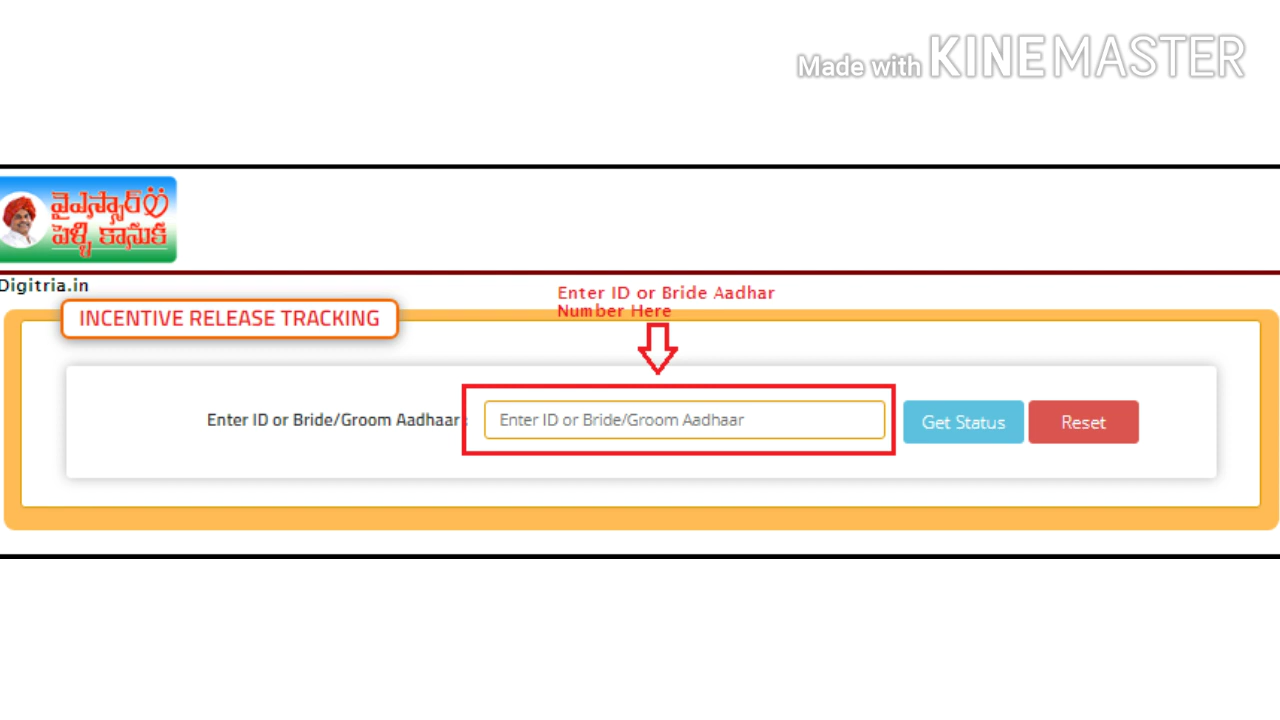 Made with KINEMASTER
వైఎస్సార్
పెళ్ళి కానుక
Digitria.in
Enter ID or Bride Aadhar
Number Here
INCENTIVE RELEASE TRACKING
Enter ID or Bride/Groom Aadhaar :
Enter ID or Bride/Groom Aadhaar
Get Status
Reset